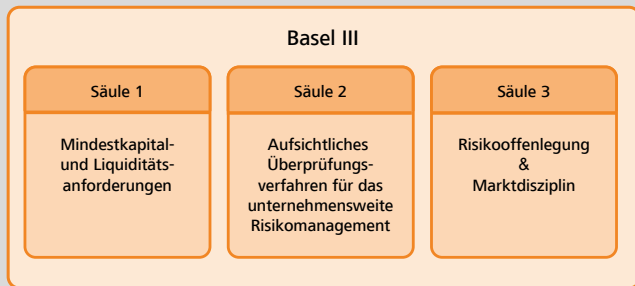 Basel III
Säule 1
Mindestkapital-
und Liquiditäts-
anforderungen
Säule 2
Aufsichtliches
Überprüfungs-
verfahren für das
unternehmensweite
Risikomanagement
Säule 3
Risikooffenlegung
&
Marktdisziplin